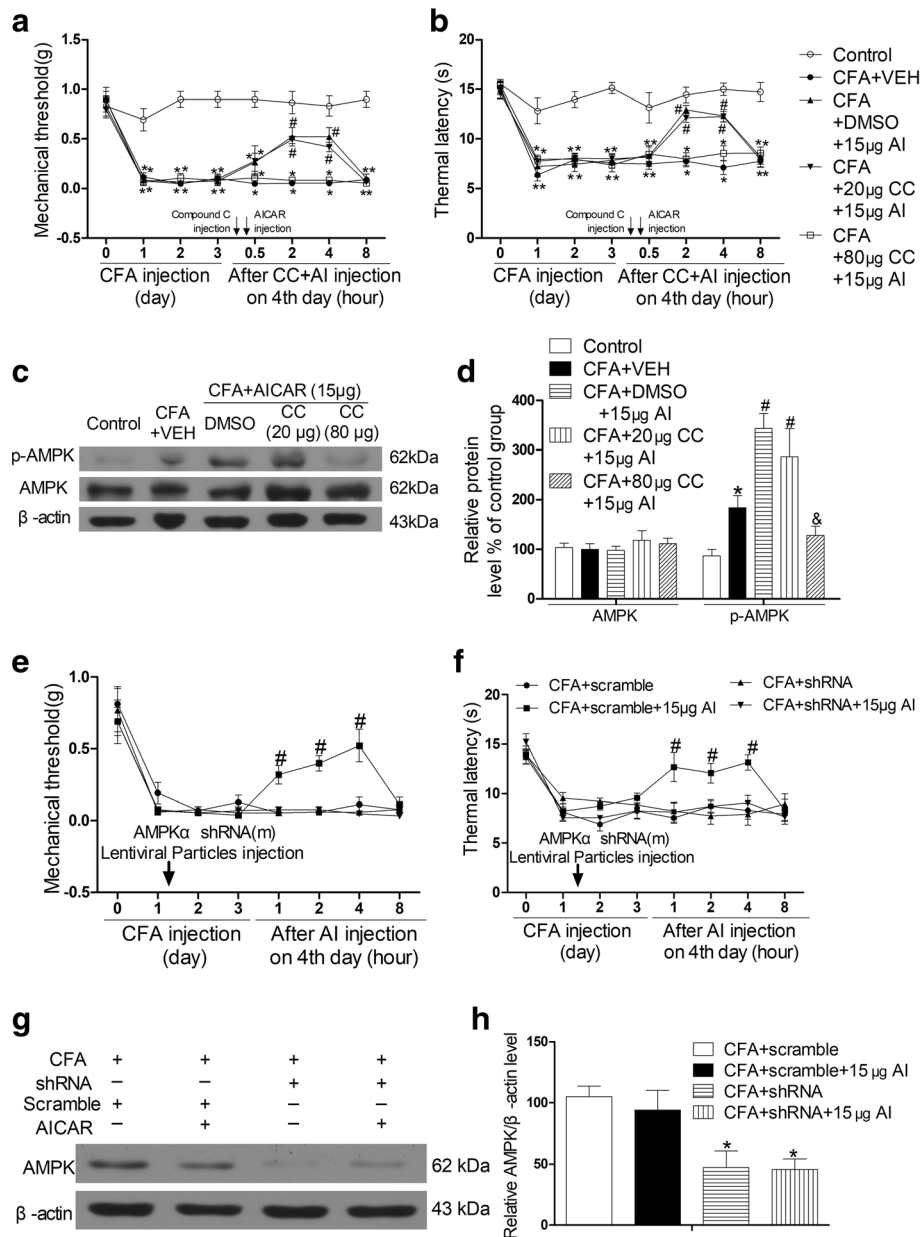 a
Mechanical threshold(g)
1.0
0.5
0.0
-0.5
* * * * * * * *
# #
# #
* * * * * *
* * * * * * * * *
Compound C injection
AICAR injection
0 1 2 3 0.5 2 4 8
CFA injection (day)
After CC+AI injection on 4th day (hour)
b
Thermal latency (s)
20
15
10
5
0
# #
# #
** ** ** ** * * **
** ** ** ** * * **
Compound C injection
AICAR injection
0 1 2 3 0.5 2 4 8
CFA injection (day)
After CC+AI injection on 4th day (hour)
Control
CFA+VEH
CFA
+DMSO
+15µg AI
CFA
+20µg CC
+15µg AI
CFA
+80µg CC
+15µg AI
c
CFA+AICAR (15µg)
Control
CFA
+VEH
DMSO
CC
(20 µg)
CC
(80 µg)
p-AMPK 62kDa
AMPK 62kDa
β -actin 43kDa
d
Control
CFA+VEH
CFA+DMSO
+15µg AI
CFA+20µg CC
+15µg AI
CFA+80µg CC
+15µg AI
Relative protein
level % of control group
400
300
200
100
0
* # # &
AMPK p-AMPK
e
Mechanical threshold(g)
1.0
0.5
0.0
-0.5
# # #
AMPKα shRNA(m)
Lentiviral Particles injection
0 1 2 3 1 2 4 8
CFA injection (day)
After AI injection on 4th day (hour)
f
Thermal latency (s)
20
15
10
5
0
CFA+scramble
CFA+scramble+15µg AI
CFA+shRNA
CFA+shRNA+15µg AI
# # #
AMPKα shRNA(m)
Lentiviral Particles injection
0 1 2 3 1 2 4 8
CFA injection (day)
After AI injection on 4th day (hour)
g
CFA + + + +
shRNA – – + +
Scramble + + – –
AICAR – + – +
AMPK 62 kDa
β -actin 43 kDa
h
Relative AMPK/β -actin level
150
100
50
0
CFA+scramble
CFA+scramble+15 µg AI
CFA+shRNA
CFA+shRNA+15 µg AI
* *